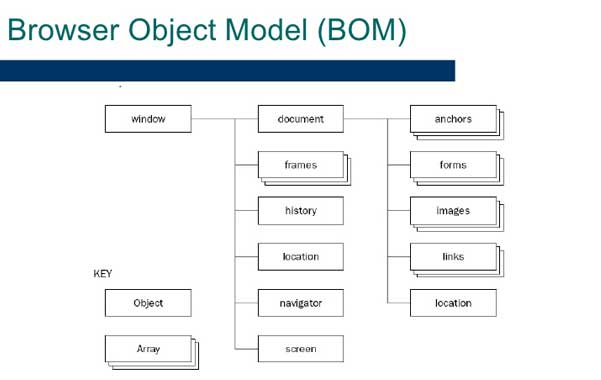 Browser Object Model (BOM)
window
document
anchors
frames
forms
history
images
location
links
KEY
Object
navigator
location
Array
screen